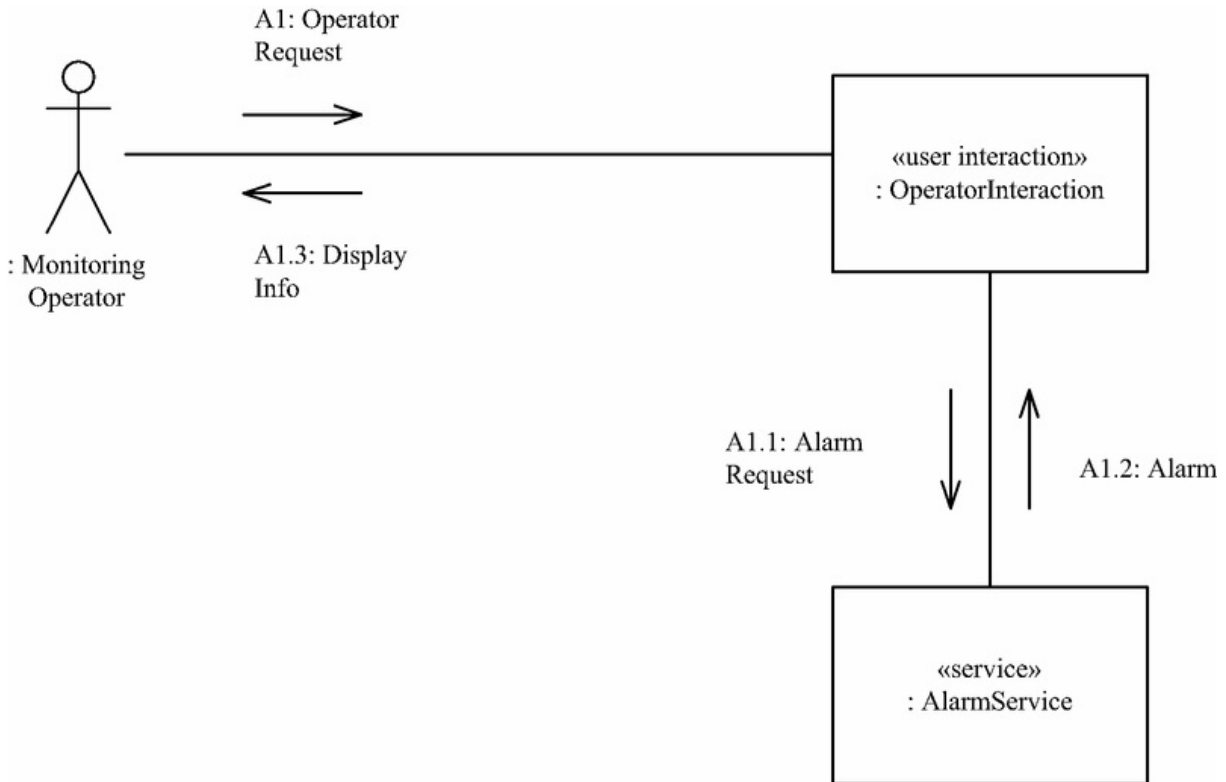 A1: Operator
Request
«user interaction»
: OperatorInteraction
A1.3: Display
Info
: Monitoring
Operator
A1.1: Alarm
Request
A1.2: Alarm
«service»
: AlarmService